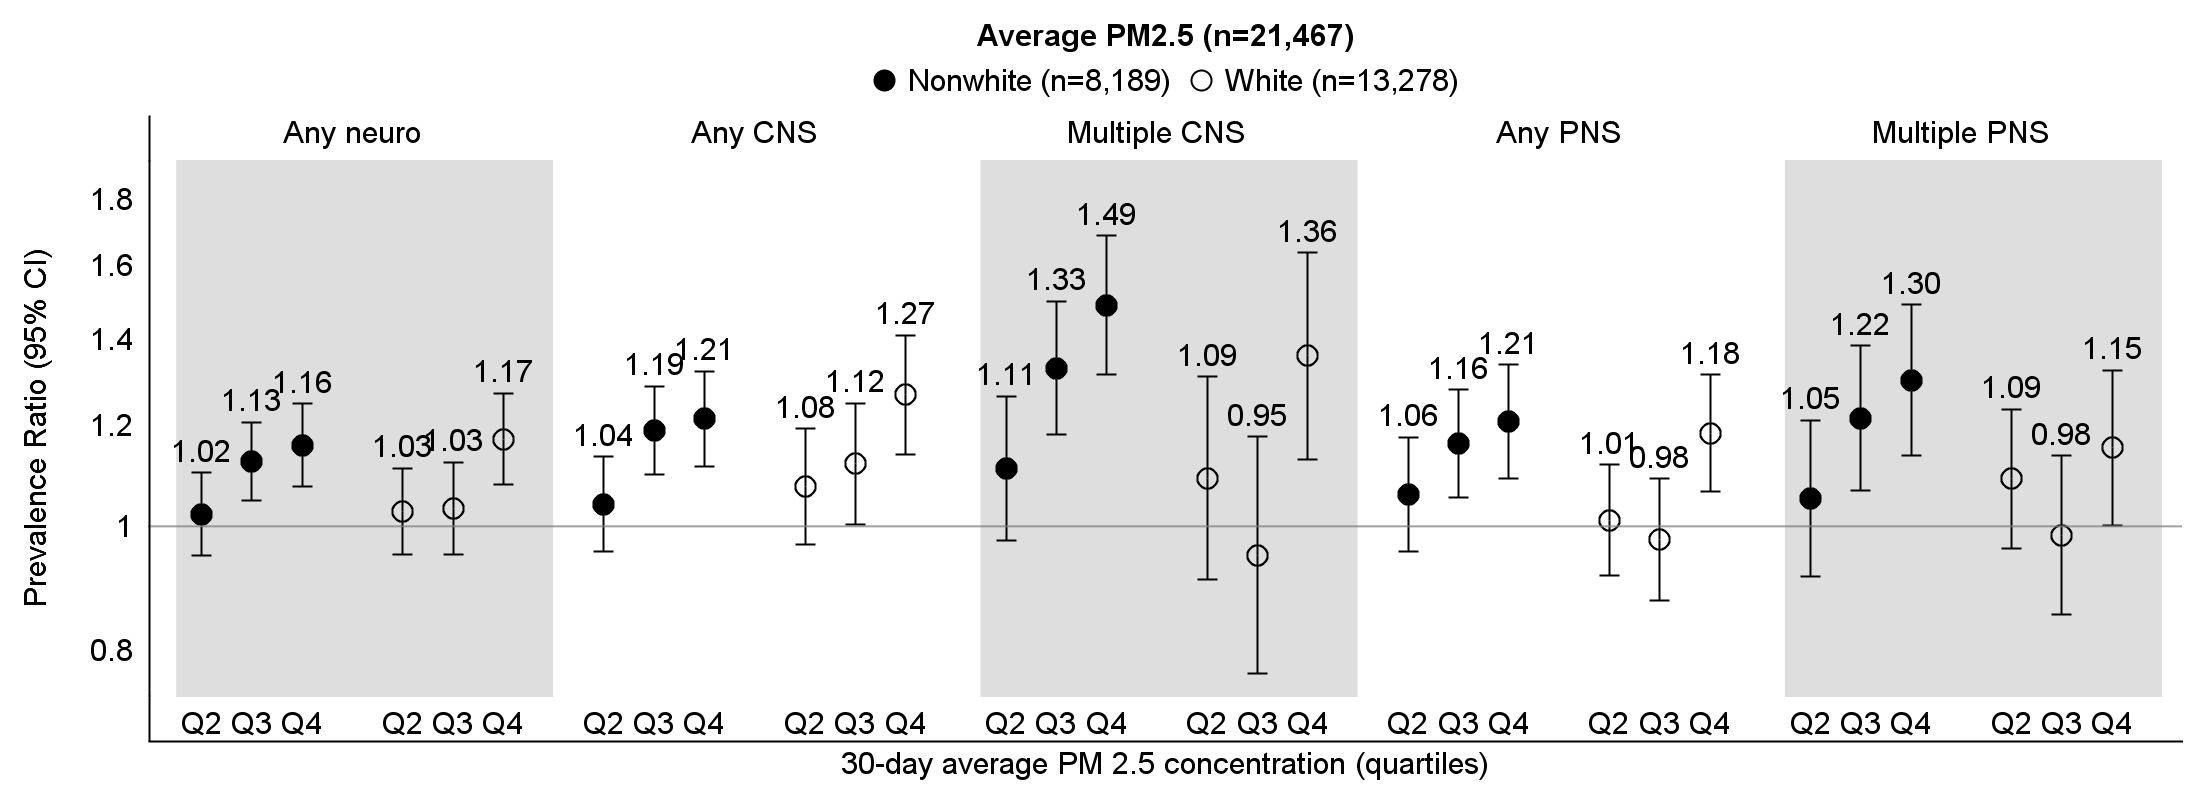 Average PM2.5 (n=21,467)
● Nonwhite (n=8,189) ○ White (n=13,278)
Any neuro Any CNS Multiple CNS Any PNS Multiple PNS
Prevalence Ratio (95% CI)
1.8
1.6
1.4
1.2
1
0.8
1.02 1.13 1.16 1.03 1.03 1.17
1.04 1.19 1.21 1.08 1.12 1.27
1.11 1.33 1.49 1.09 0.95 1.36
1.06 1.16 1.21 1.01 0.98 1.18
1.05 1.22 1.30 1.09 0.98 1.15
Q2 Q3 Q4 Q2 Q3 Q4 Q2 Q3 Q4 Q2 Q3 Q4 Q2 Q3 Q4 Q2 Q3 Q4 Q2 Q3 Q4 Q2 Q3 Q4 Q2 Q3 Q4 Q2 Q3 Q4
30-day average PM 2.5 concentration (quartiles)